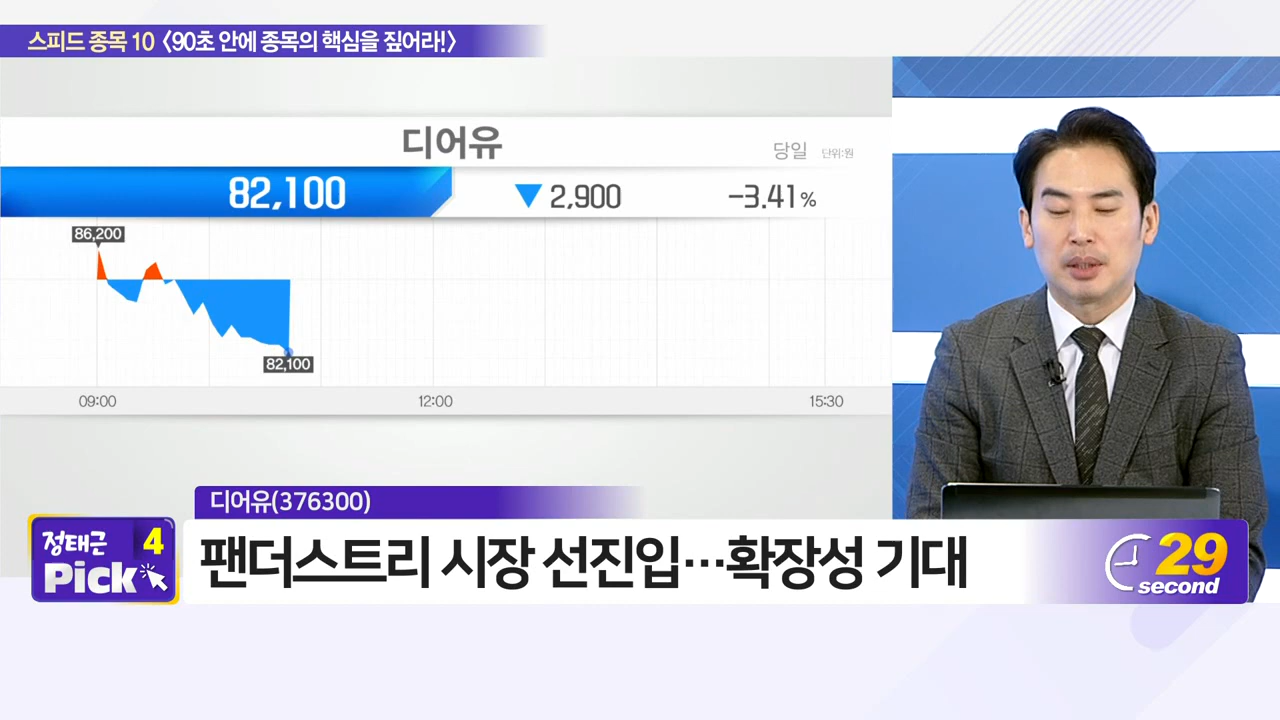 스피드 종목 10 〈90초 안에 종목의 핵심을 짚어라!〉
디어유
당일 단위:원
82,100 ▼ 2,900 -3.41%
86,200
82,100
09:00 12:00 15:30
디어유(376300)
정태근 4
Pick
팬더스트리 시장 선진입…확장성 기대
29
second